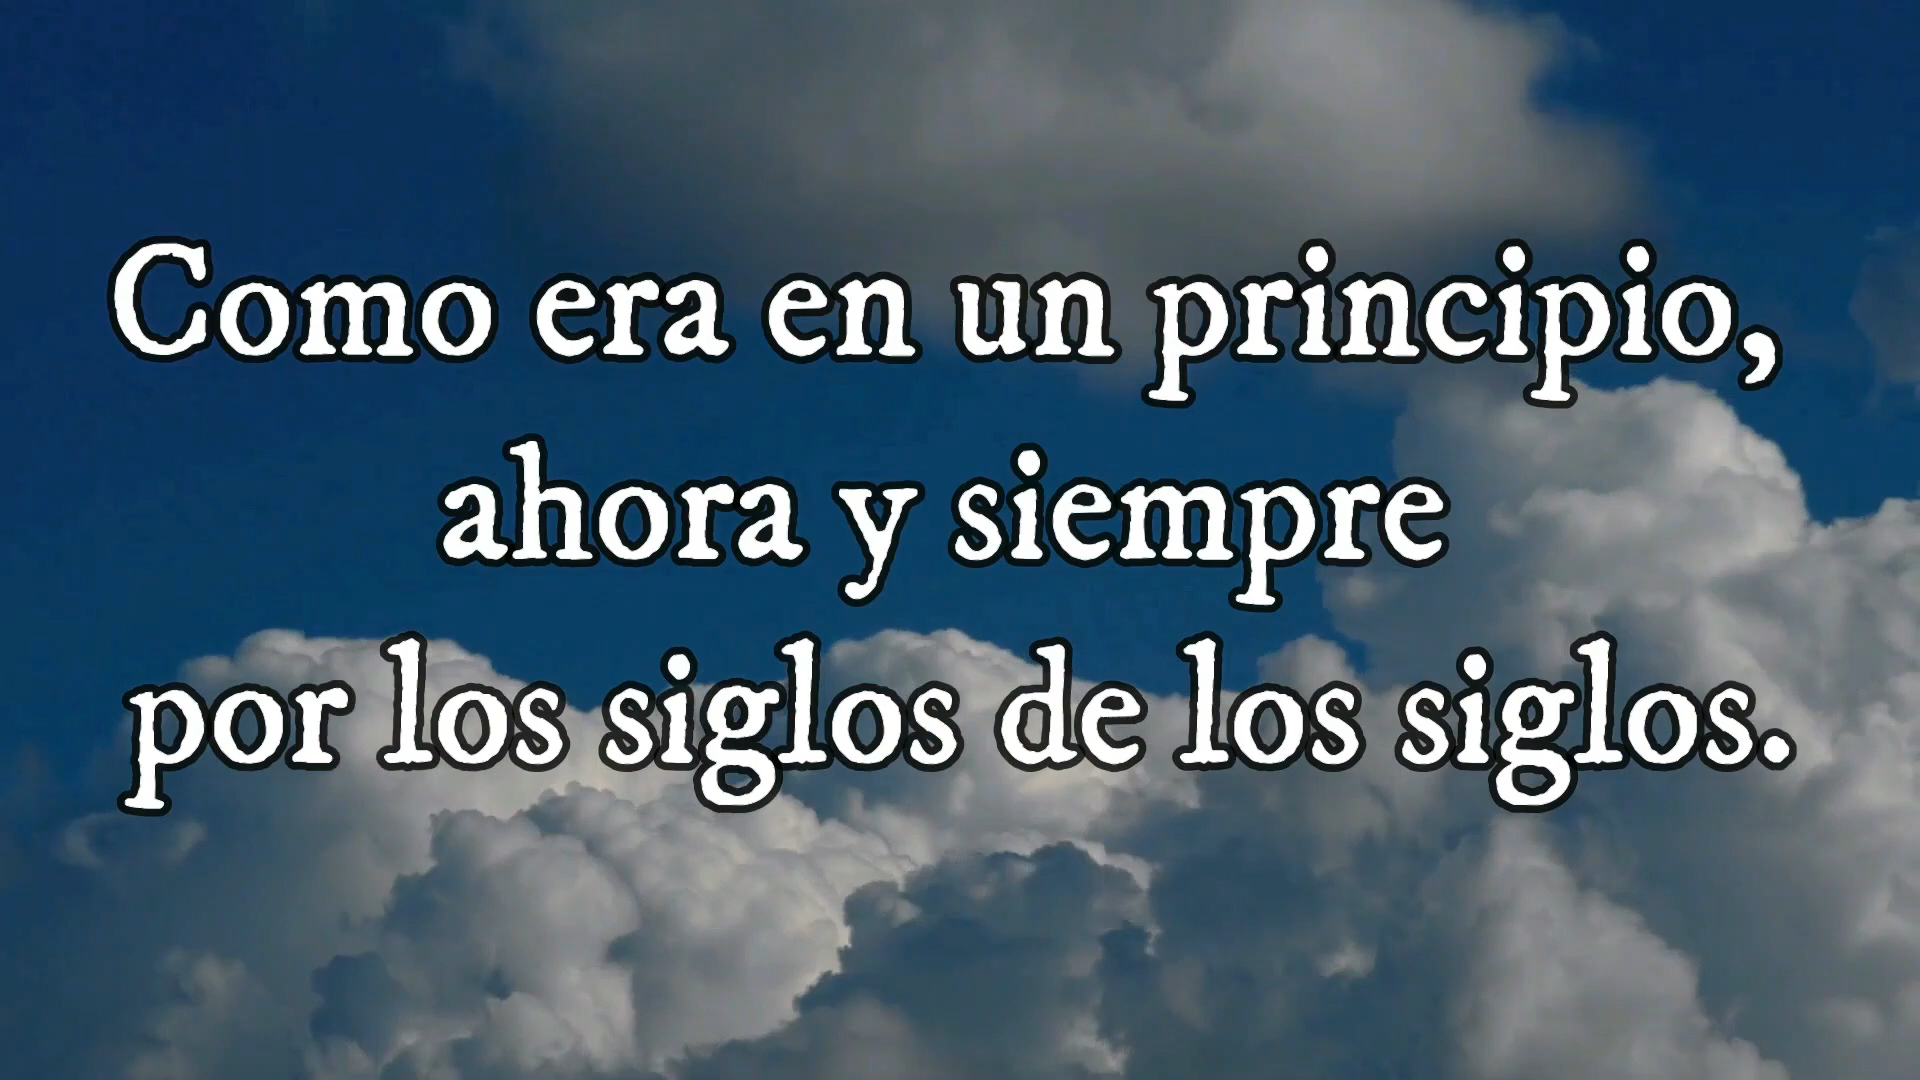 Como era en un principio,
ahora y siempre
por los siglos de los siglos.